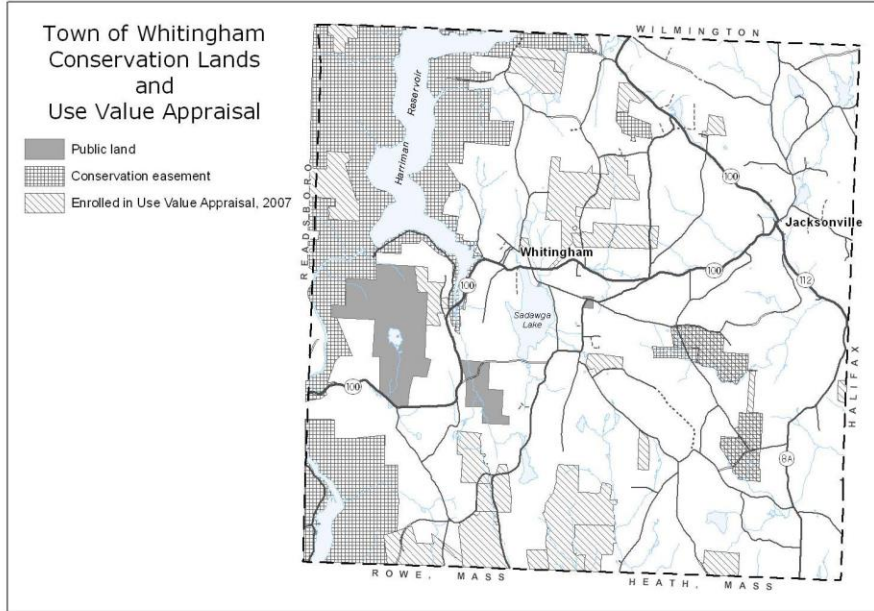 Town of Whitingham
Conservation Lands
and
Use Value Appraisal
Public land
Conservation easement
Enrolled in Use Value Appraisal, 2007
WILMINGTON
READSBORO
Harriman Reservoir
100
Jacksonville
Whitingham
100
100
112
Sadawga
Lake
100
HALIFAX
8A
ROWE, MASS
HEATH, MASS